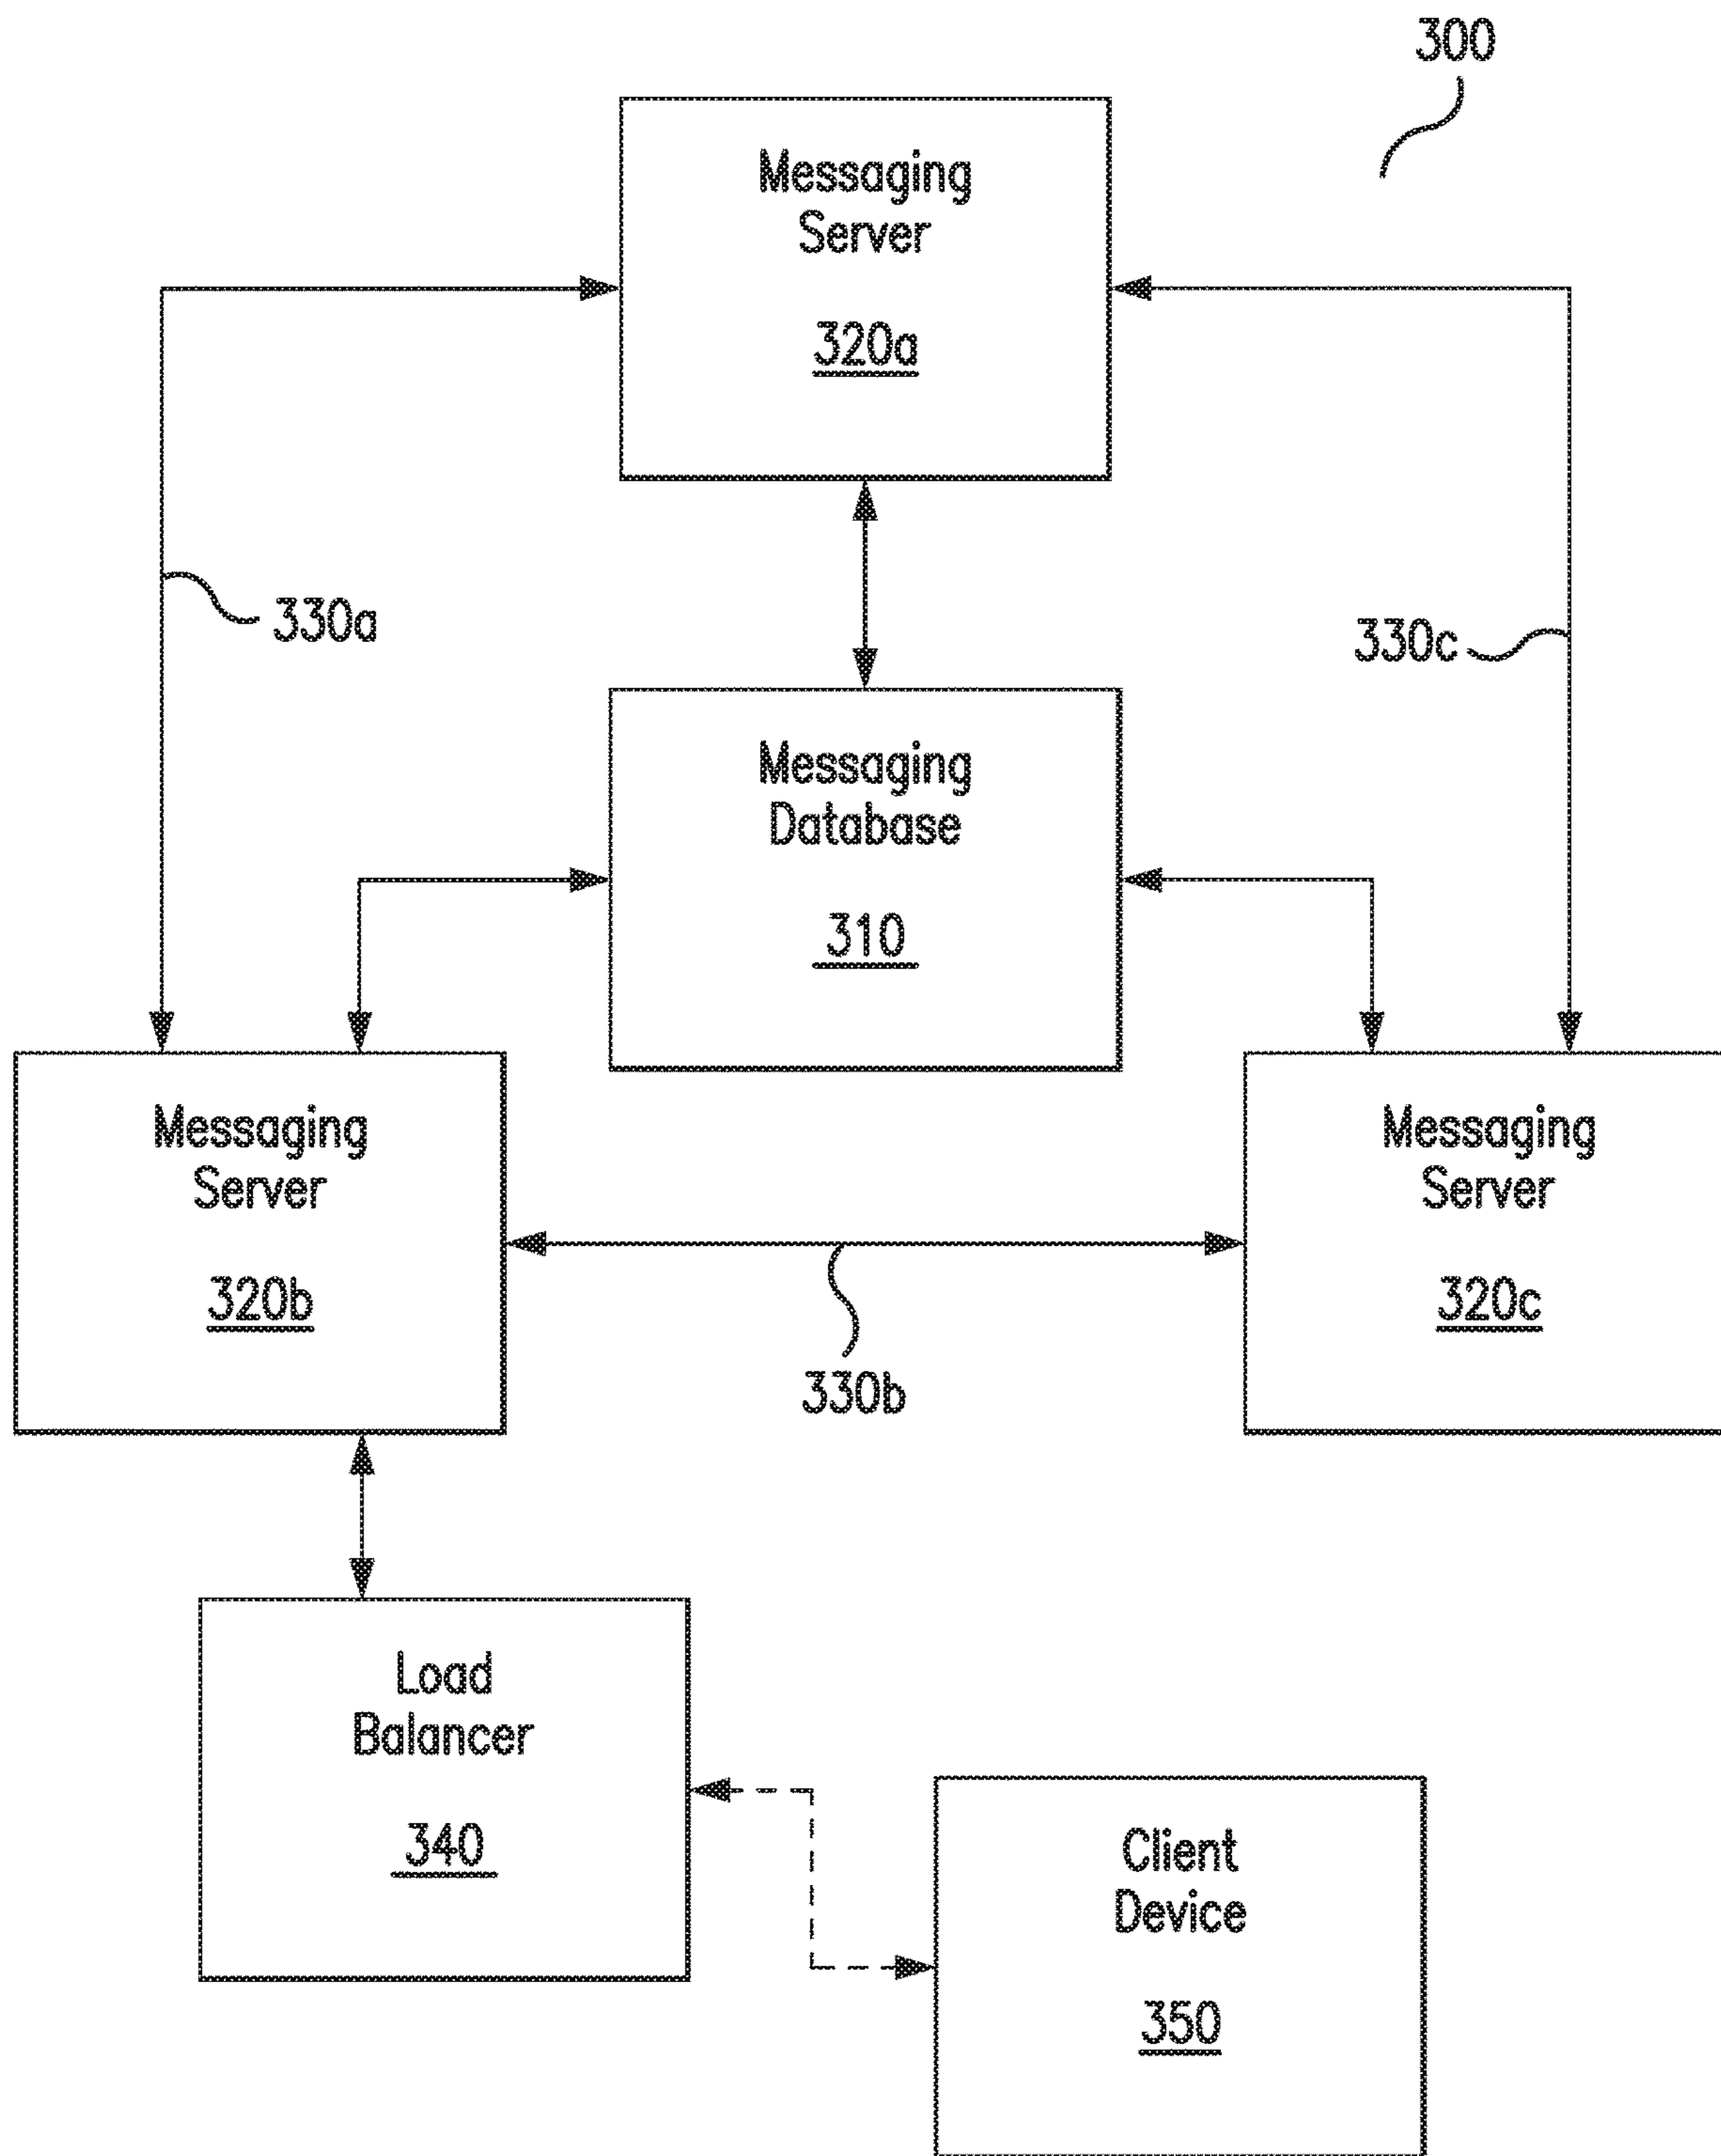 300
Messaging
Server
320a
330a
330c
Messaging
Database
310
Messaging
Server
320b
Messaging
Server
320c
330b
Load
Balancer
340
Client
Device
350